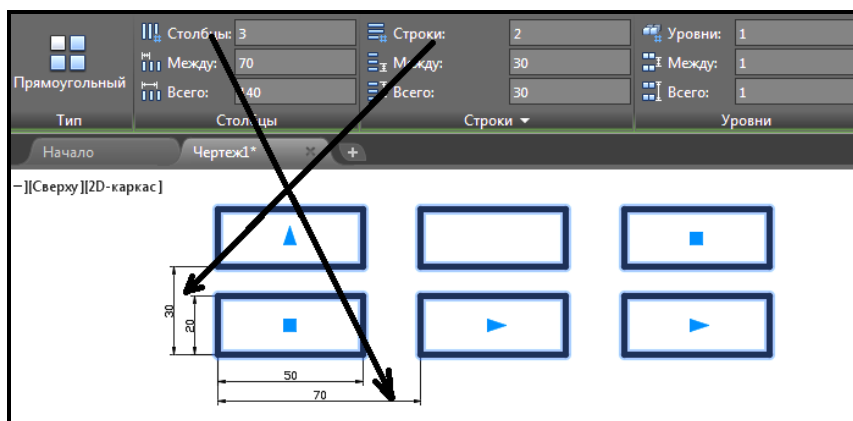 Столбцы: 3 Строки: 2 Уровни: 1
Между: 70 Между: 30 Между: 1
Прямоугольный
Всего: 140 Всего: 30 Всего: 1
Тип Столбцы Строки Уровни
Начало Чертеж1*
−][Сверху][2D-каркас]
30
20
50
70